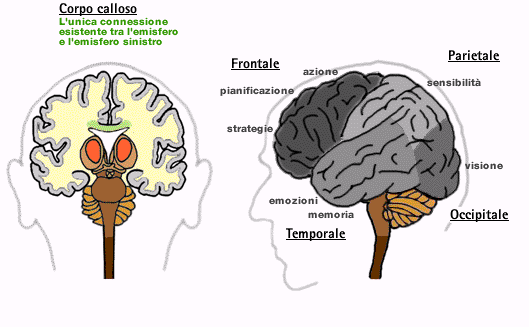 Corpo calloso
L'unica connessione
esistente tra l'emisfero
e l'emisfero sinistro
Frontale
Parietale
azione
sensibilità
pianificazione
strategie
visione
emozioni
memoria
Occipitale
Temporale